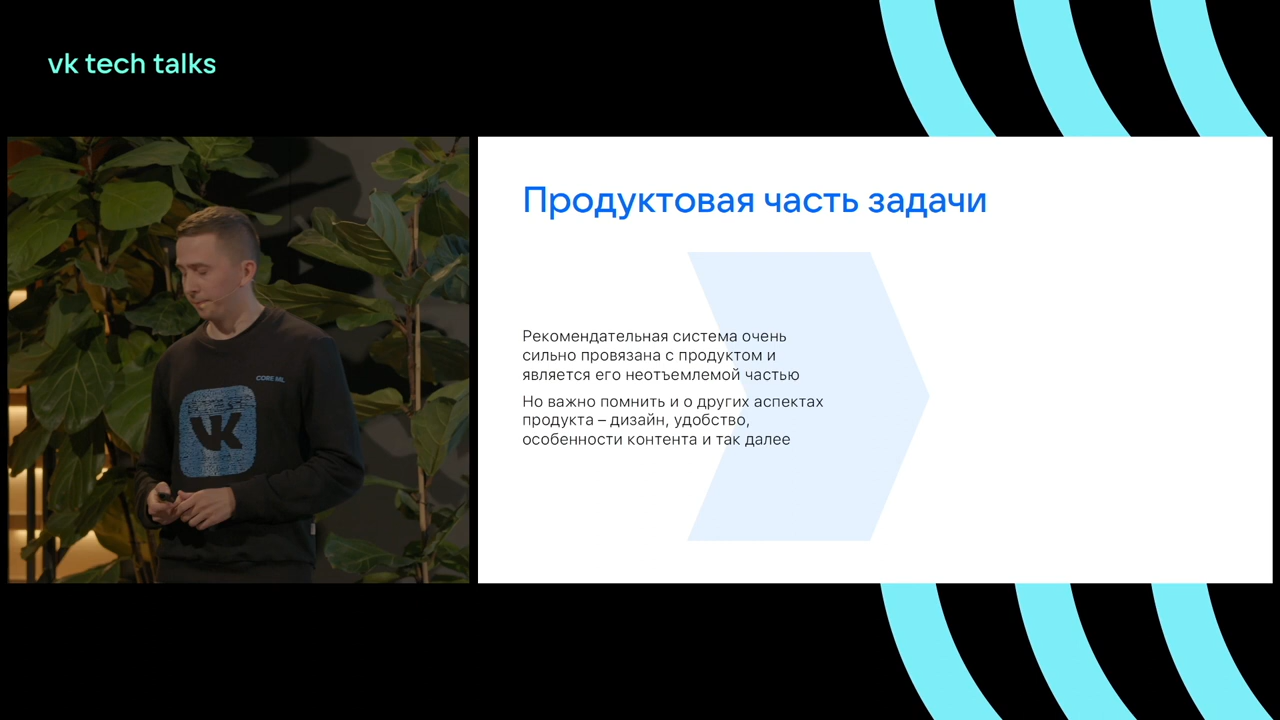 vk tech talks
Продуктовая часть задачи
Рекомендательная система очень
сильно провязана с продуктом и
является его неотъемлемой частью
Но важно помнить и о других аспектах
продукта – дизайн, удобство,
особенности контента и так далее
CORE ML
VK